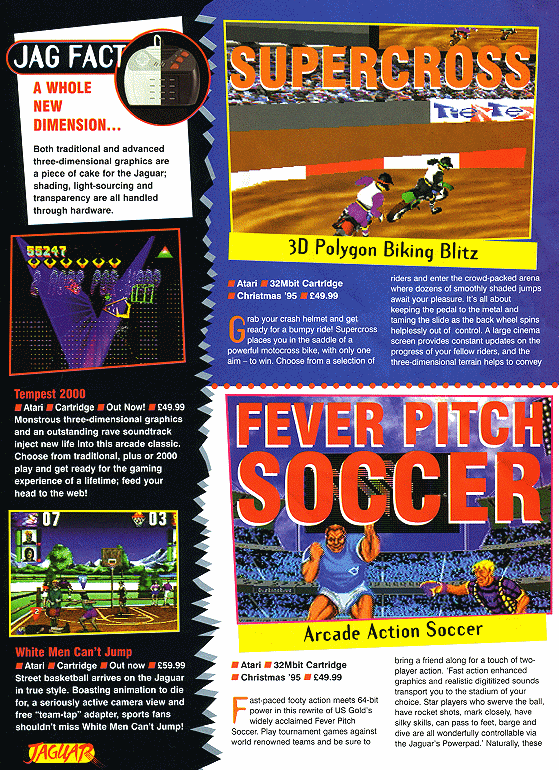 JAG FACT
A WHOLE
NEW
DIMENSION...
Both traditional and advanced
three-dimensional graphics are
a piece of cake for the Jaguar;
shading, light-sourcing and
transparency are all handled
through hardware.
55247
Tempest 2000
Atari Cartridge Out Now! £49.99
Monstrous three-dimensional graphics
and an outstanding rave soundtrack
inject new life into this arcade classic.
Choose from traditional, plus or 2000
play and get ready for the gaming
experience of a lifetime; feed your
head to the web!
07 03
White Men Can't Jump
Atari Cartridge Out now £59.99
Street basketball arrives on the Jaguar
in true style. Boasting animation to die
for, a seriously active camera view and
free "team-tap" adapter, sports fans
shouldn't miss White Men Can't Jump!
JAGUAR
SUPERCROSS
3D Polygon Biking Blitz
Atari 32Mbit Cartridge
Christmas '95 £49.99
Grab your crash helmet and get
ready for a bumpy ride! Supercross
places you in the saddle of a
powerful motocross bike, with only one
aim – to win. Choose from a selection of
riders and enter the crowd-packed arena
where dozens of smoothly shaded jumps
await your pleasure. It's all about
keeping the pedal to the metal and
taming the slide as the back wheel spins
helplessly out of control. A large cinema
screen provides constant updates on the
progress of your fellow riders, and the
three-dimensional terrain helps to convey
FEVER PITCH
SOCCER
Arcade Action Soccer
Atari 32Mbit Cartridge
Christmas '95 £49.99
Fast-paced footy action meets 64-bit
power in this rewrite of US Gold's
widely acclaimed Fever Pitch
Soccer. Play tournament games against
world renowned teams and be sure to
bring a friend along for a touch of two-
player action. 'Fast action enhanced
graphics and realistic digitized sounds
transport you to the stadium of your
choice. Star players who swerve the ball,
have rocket shots, mark closely, have
silky skills, can pass to feet, barge and
dive are all wonderfully controllable via
the Jaguar's Powerpad.' Naturally, these